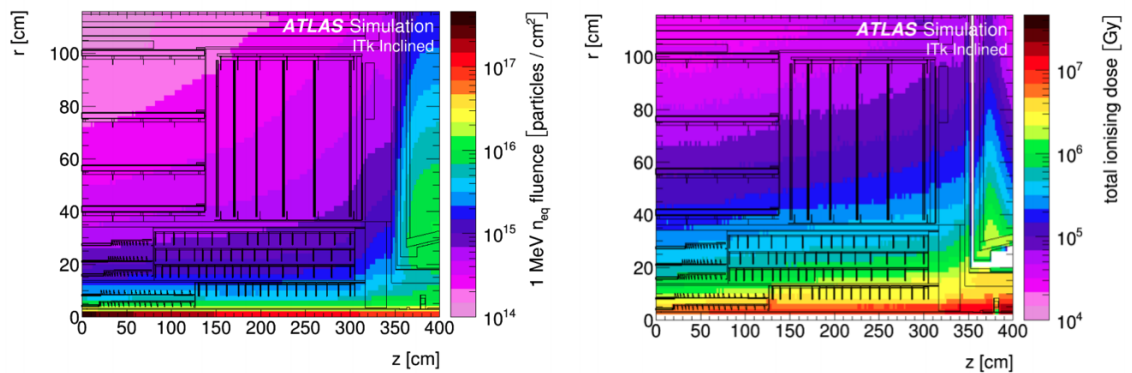 ATLAS Simulation
ITk Inclined
r [cm]
100
80
60
40
20
0
0 50 100 150 200 250 300 350 400
z [cm]
10^17
10^16
10^15
10^14
1 MeV n_eq fluence [particles / cm^2]
ATLAS Simulation
ITk Inclined
r [cm]
100
80
60
40
20
0
0 50 100 150 200 250 300 350 400
z [cm]
10^7
10^6
10^5
10^4
total ionising dose [Gy]